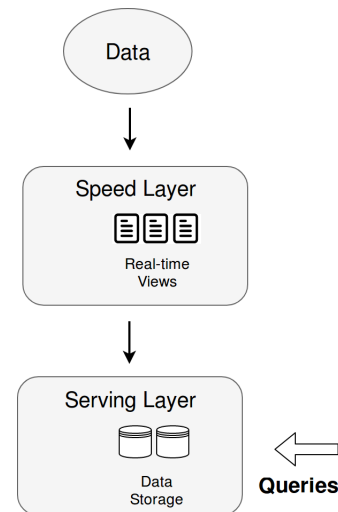 Data
Speed Layer
Real-time
Views
Serving Layer
Data
Storage
Queries